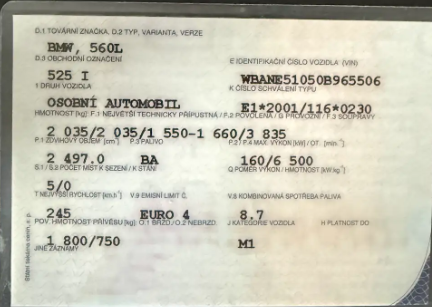 D.1 TOVÁRNÍ ZNAČKA, D.2 TYP, VARIANTA, VERZE
BMW, 560L
D.3 OBCHODNÍ OZNAČENÍ E IDENTIFIKAČNÍ ČÍSLO VOZIDLA (VIN)
525 I WBANE51050B965506
1 DRUH VOZIDLA K ČÍSLO SCHVÁLENÍ TYPU
OSOBNÍ AUTOMOBIL E1*2001/116*0230
HMOTNOST [kg] F.1 NEJVĚTŠÍ TECHNICKY PŘÍPUSTNÁ / F.2 POVOLENÁ / G PROVOZNÍ / F.3 SOUPRAVY
2 035/2 035/1 550-1 660/3 835
P.1 ZDVIHOVÝ OBJEM [cm³] P.3 PALIVO P.2 / P.4 MAX. VÝKON [kW] / OT. [min⁻¹]
2 497.0 BA 160/6 500
S.1 / S.2 POČET MÍST K SEZENÍ / K STÁNÍ Q POMĚR VÝKON / HMOTNOST [kW.kg⁻¹]
5/0
T NEJVYŠŠÍ RYCHLOST [km.h⁻¹] V.9 EMISNÍ LIMIT Č. V.8 KOMBINOVANÁ SPOTŘEBA PALIVA
245 EURO 4 8.7
POV. HMOTNOST PŘÍVĚSU [kg] O.1 BRZD. / O.2 NEBRZD. J KATEGORIE VOZIDLA H PLATNOST DO
1 800/750 M1
JINÉ ZÁZNAMY